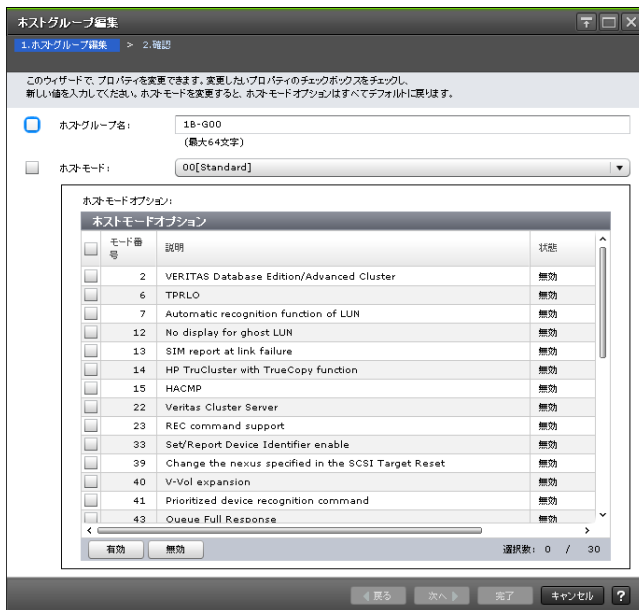 ホストグループ編集
1.ホストグループ編集 > 2.確認
このウィザードで、プロパティを変更できます。変更したいプロパティのチェックボックスをチェックし、
新しい値を入力してください。ホストモードを変更すると、ホストモードオプションはすべてデフォルトに戻ります。
ホストグループ名: 1B-G00
(最大64文字)
ホストモード: 00[Standard]
ホストモードオプション:
ホストモードオプション
モード番号 説明 状態
2 VERITAS Database Edition/Advanced Cluster 無効
6 TPRLO 無効
7 Automatic recognition function of LUN 無効
12 No display for ghost LUN 無効
13 SIM report at link failure 無効
14 HP TruCluster with TrueCopy function 無効
15 HACMP 無効
22 Veritas Cluster Server 無効
23 REC command support 無効
33 Set/Report Device Identifier enable 無効
39 Change the nexus specified in the SCSI Target Reset 無効
40 V-Vol expansion 無効
41 Prioritized device recognition command 無効
43 Queue Full Response 無効
有効 無効 選択数: 0 / 30
戻る 次へ 完了 キャンセル ?